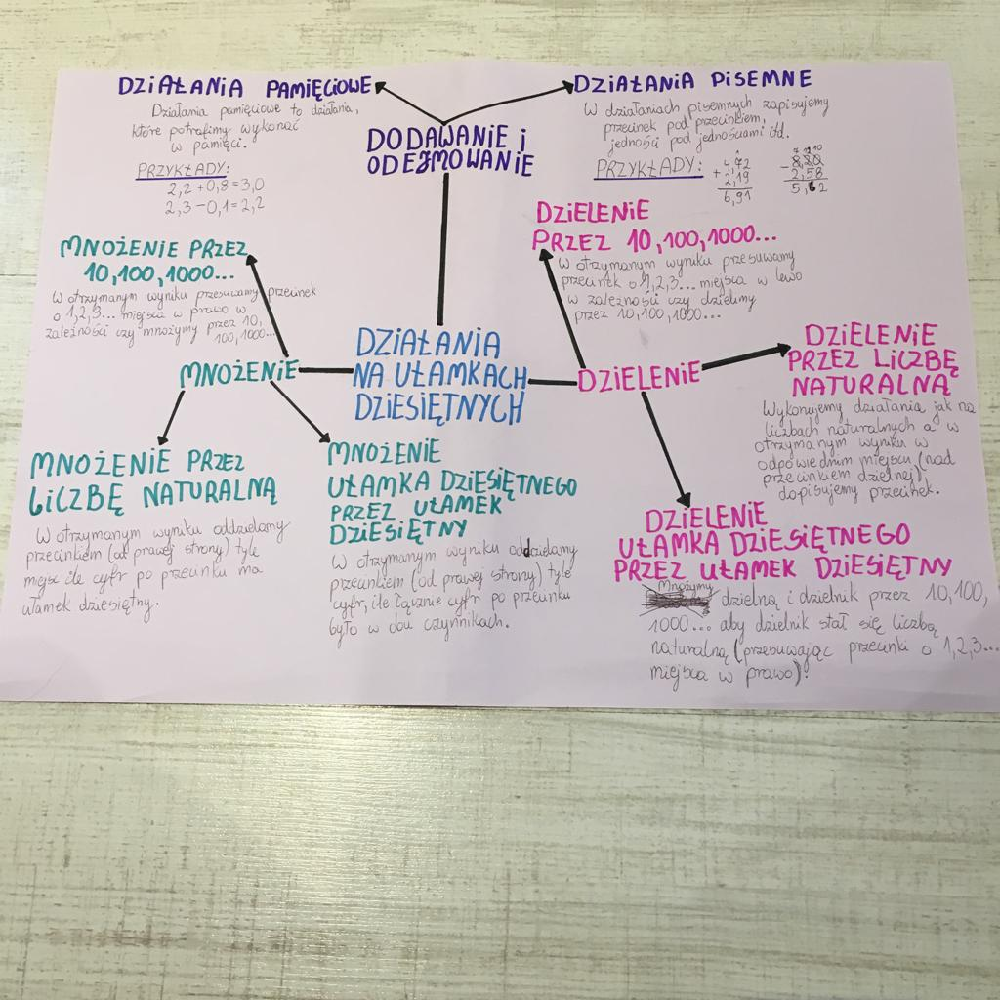 DZIAŁANIA PAMIĘCIOWE
Działania pamięciowe to działania,
które potrafimy wykonać
w pamięci.
PRZYKŁADY:
2,2 + 0,8 = 3,0
2,3 - 0,1 = 2,2
DODAWANIE i
ODEJMOWANIE
DZIAŁANIA PISEMNE
W działaniach pisemnych zapisujemy
przecinek pod przecinkiem,
jedności pod jednościami itd.
PRZYKŁADY:
1
4,72
+ 2,19
6,91
7 12 10
- 8,20
2,58
5,62
MNOŻENIE PRZEZ
10,100,1000...
W otrzymanym wyniku przesuwamy przecinek
o 1,2,3... miejsca w prawo w
zależności czy mnożymy przez 10,
100,1000...
DZIELENIE
PRZEZ 10,100,1000...
W otrzymanym wyniku przesuwamy
przecinek o 1,2,3... miejsca w lewo
w zależności czy dzielimy
przez 10,100,1000...
MNOŻENIE
DZIAŁANIA
NA UŁAMKACH
DZIESIĘTNYCH
DZIELENIE
DZIELENIE
PRZEZ LICZBĘ
NATURALNĄ
Wykonujemy działania jak na
liczbach naturalnych a w
otrzymanym wyniku w
odpowiednim miejscu (nad
przecinkiem dzielnej)
dopisujemy przecinek.
MNOŻENIE PRZEZ
LICZBĘ NATURALNĄ
W otrzymanym wyniku oddzielamy
przecinkiem (od prawej strony) tyle
miejsc ile cyfr po przecinku ma
ułamek dziesiętny.
MNOŻENIE
UŁAMKA DZIESIĘTNEGO
PRZEZ UŁAMEK
DZIESIĘTNY
W otrzymanym wyniku oddzielamy
przecinkiem (od prawej strony) tyle
cyfr, ile łącznie cyfr po przecinku
było w obu czynnikach.
DZIELENIE
UŁAMKA DZIESIĘTNEGO
PRZEZ UŁAMEK DZIESIĘTNY
Mnożymy dzielną i dzielnik przez 10,100,
1000... aby dzielnik stał się liczbą
naturalną (przesuwając przecinki o 1,2,3...
miejsca w prawo).